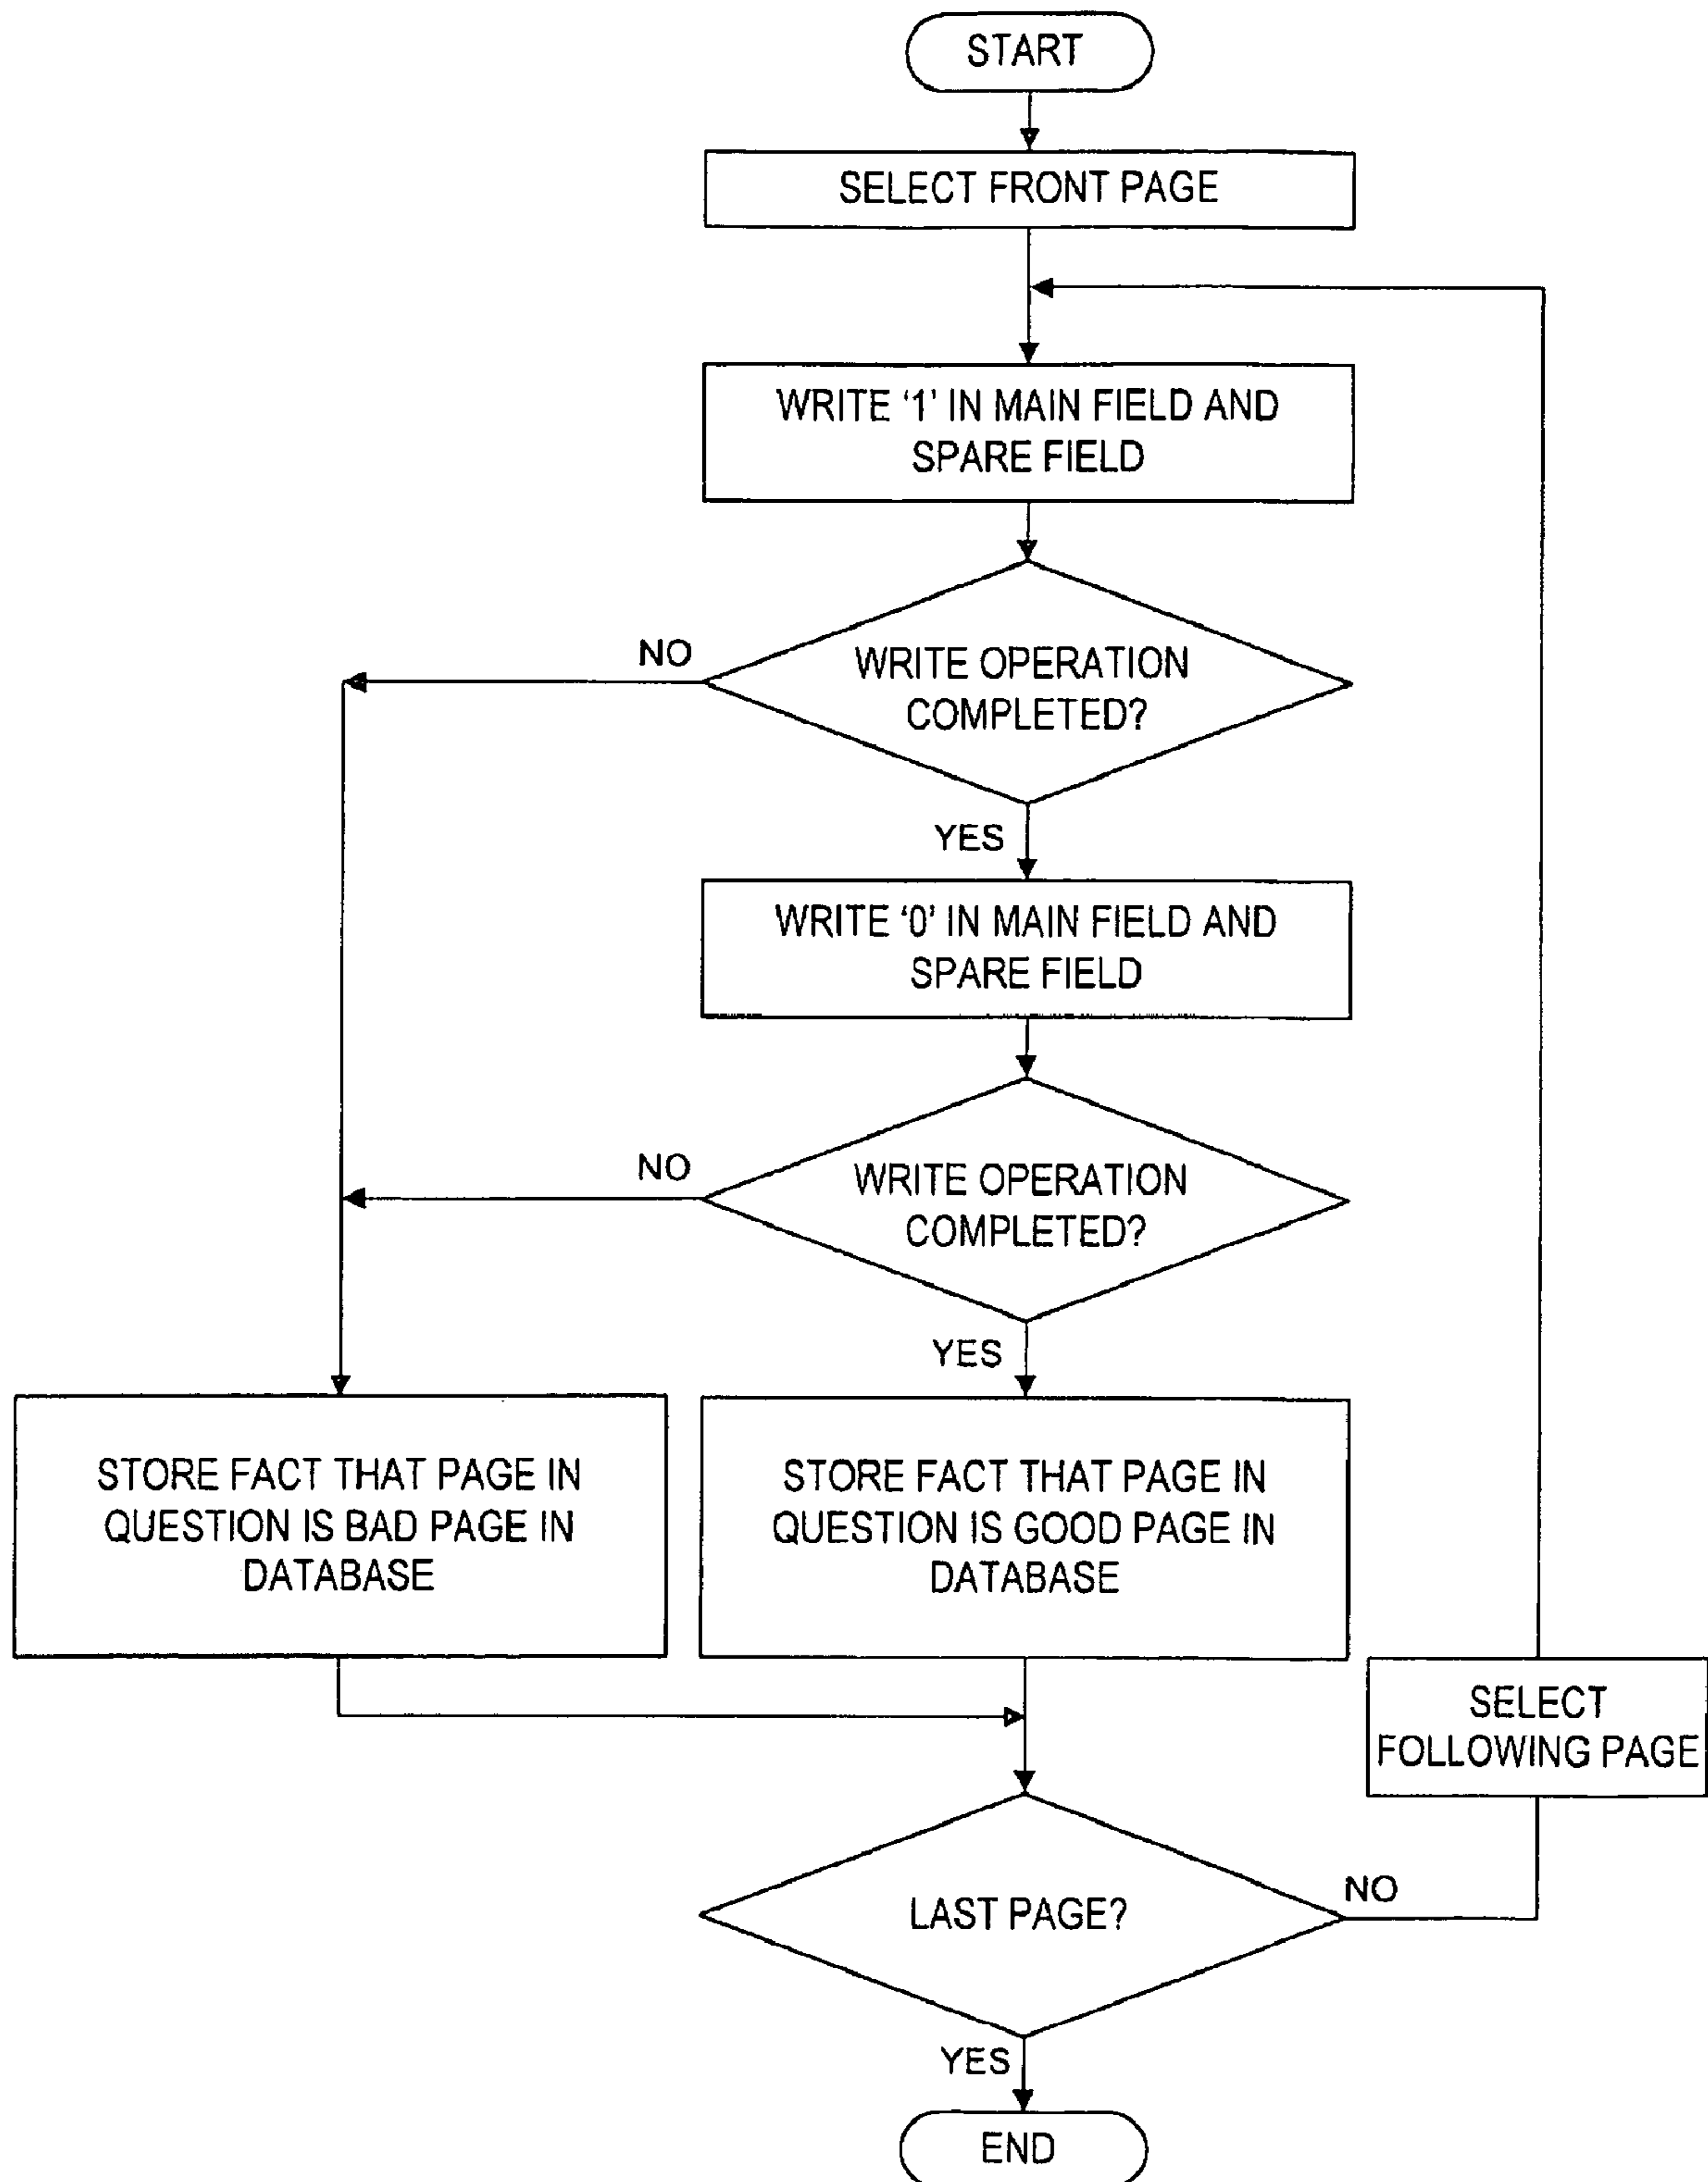 START
SELECT FRONT PAGE
WRITE ‘1’ IN MAIN FIELD AND
SPARE FIELD
NO
WRITE OPERATION
COMPLETED?
YES
WRITE ‘0’ IN MAIN FIELD AND
SPARE FIELD
NO
WRITE OPERATION
COMPLETED?
YES
STORE FACT THAT PAGE IN
QUESTION IS BAD PAGE IN
DATABASE
STORE FACT THAT PAGE IN
QUESTION IS GOOD PAGE IN
DATABASE
SELECT
FOLLOWING PAGE
LAST PAGE?
NO
YES
END